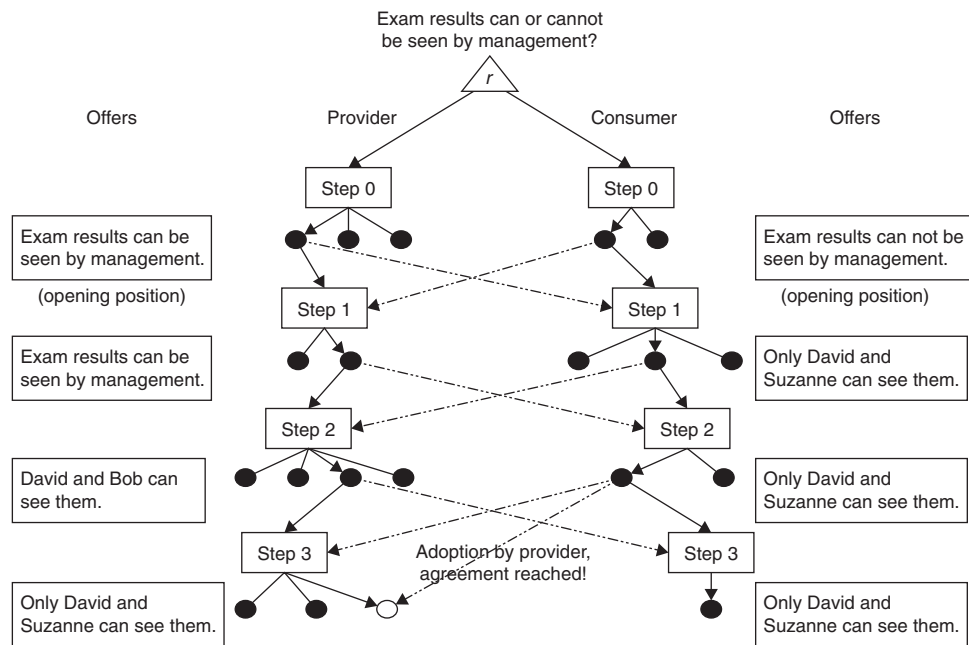 Exam results can or cannot
be seen by management?
r
Offers
Provider
Consumer
Offers
Step 0
Step 0
Exam results can be
seen by management.
(opening position)
Exam results can not be
seen by management.
(opening position)
Step 1
Step 1
Exam results can be
seen by management.
Only David and
Suzanne can see them.
Step 2
Step 2
David and Bob can
see them.
Only David and
Suzanne can see them.
Step 3
Adoption by provider,
agreement reached!
Step 3
Only David and
Suzanne can see them.
Only David and
Suzanne can see them.